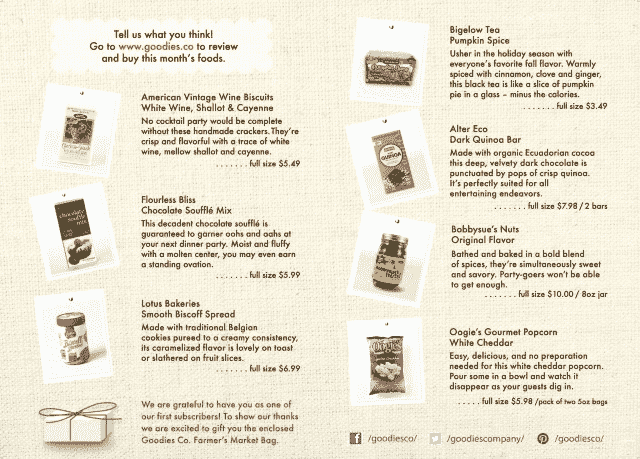 Tell us what you think!
Go to www.goodies.co to review
and buy this month's foods.
American Vintage Wine Biscuits
White Wine, Shallot & Cayenne
No cocktail party would be complete
without these handmade crackers. They're
crisp and flavorful with a trace of white
wine, mellow shallot and cayenne.
. . . . . . . full size $5.49
Flourless Bliss
Chocolate Soufflé Mix
This decadent chocolate soufflé is
guaranteed to garner oohs and aahs at
your next dinner party. Moist and fluffy
with a molten center, you may even earn
a standing ovation.
. . . . . . . full size $5.99
Lotus Bakeries
Smooth Biscoff Spread
Made with traditional Belgian
cookies pureed to a creamy consistency,
its caramelized flavor is lovely on toast
or slathered on fruit slices.
. . . . . . . full size $6.99
We are grateful to have you as one of
our first subscribers! To show our thanks
we are excited to gift you the enclosed
Goodies Co. Farmer's Market Bag.
Bigelow Tea
Pumpkin Spice
Usher in the holiday season with
everyone's favorite fall flavor. Warmly
spiced with cinnamon, clove and ginger,
this black tea is like a slice of pumpkin
pie in a glass – minus the calories.
. . . . . . . full size $3.49
Alter Eco
Dark Quinoa Bar
Made with organic Ecuadorian cocoa
this deep, velvety dark chocolate is
punctuated by pops of crisp quinoa.
It's perfectly suited for all
entertaining endeavors.
. . . . . . . full size $7.98 / 2 bars
QUINOA
Bobbysue's Nuts
Original Flavor
Bathed and baked in a bold blend
of spices, they're simultaneously sweet
and savory. Party-goers won't be able
to get enough.
. . . . . . . full size $10.00 / 8oz jar
Oogie's Gourmet Popcorn
White Cheddar
Easy, delicious, and no preparation
needed for this white cheddar popcorn.
Pour some in a bowl and watch it
disappear as your guests dig in.
. . . . . full size $5.98 /pack of two 5oz bags
chocolate
soufflé
mix
OOGIE'S
/goodiesco/ /goodiescompany/ /goodiesco/